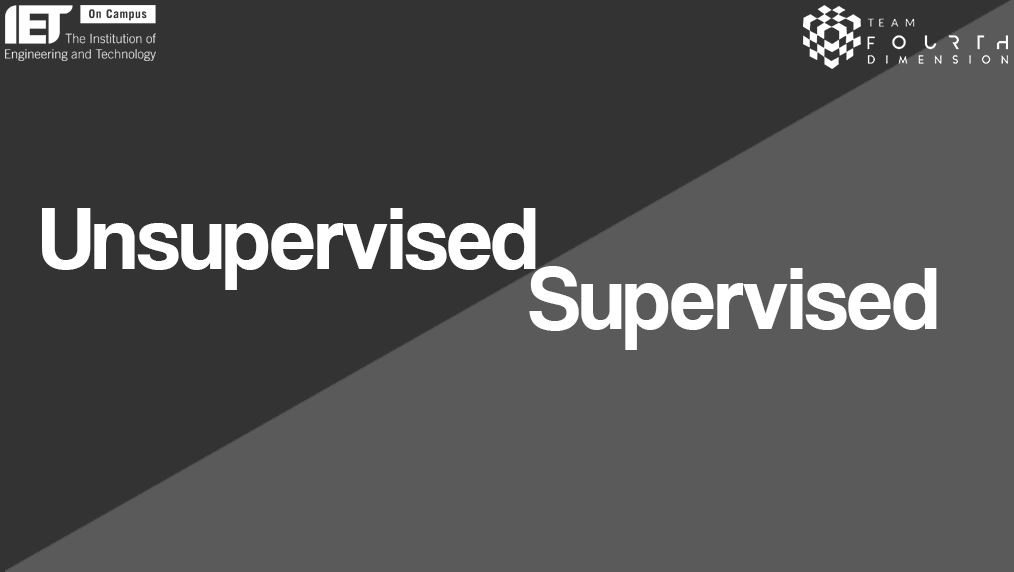 IET On Campus
The Institution of
Engineering and Technology
TEAM
FOURTH
DIMENSION
Unsupervised
Supervised